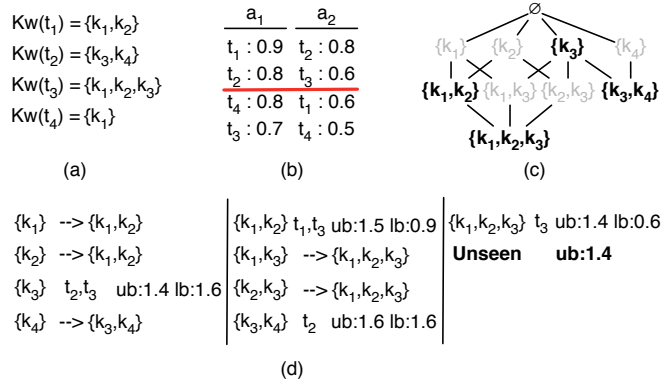 Kw(t1) = {k1,k2}
Kw(t2) = {k3,k4}
Kw(t3) = {k1,k2,k3}
Kw(t4) = {k1}
(a)
a1 a2
t1 : 0.9 t2 : 0.8
t2 : 0.8 t3 : 0.6
t4 : 0.8 t1 : 0.6
t3 : 0.7 t4 : 0.5
(b)
∅
{k1} {k2} {k3} {k4}
{k1,k2} {k1,k3} {k2,k3} {k3,k4}
{k1,k2,k3}
(c)
{k1} --> {k1,k2}
{k2} --> {k1,k2}
{k3} t2,t3 ub:1.4 lb:1.6
{k4} --> {k3,k4}
{k1,k2} t1,t3 ub:1.5 lb:0.9
{k1,k3} --> {k1,k2,k3}
{k2,k3} --> {k1,k2,k3}
{k3,k4} t2 ub:1.6 lb:1.6
{k1,k2,k3} t3 ub:1.4 lb:0.6
Unseen ub:1.4
(d)